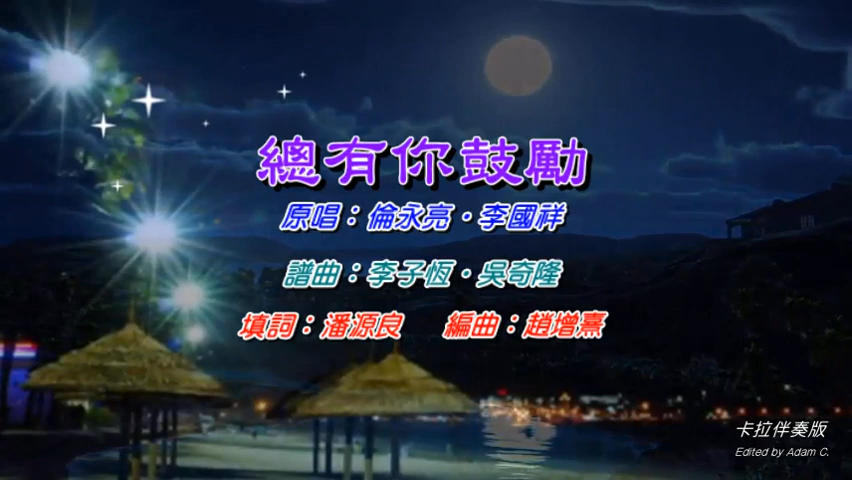 總有你鼓勵
原唱：倫永亮・李國祥
譜曲：李子恆・吳奇隆
填詞：潘源良 編曲：趙增熹
卡拉伴奏版
Edited by Adam C.